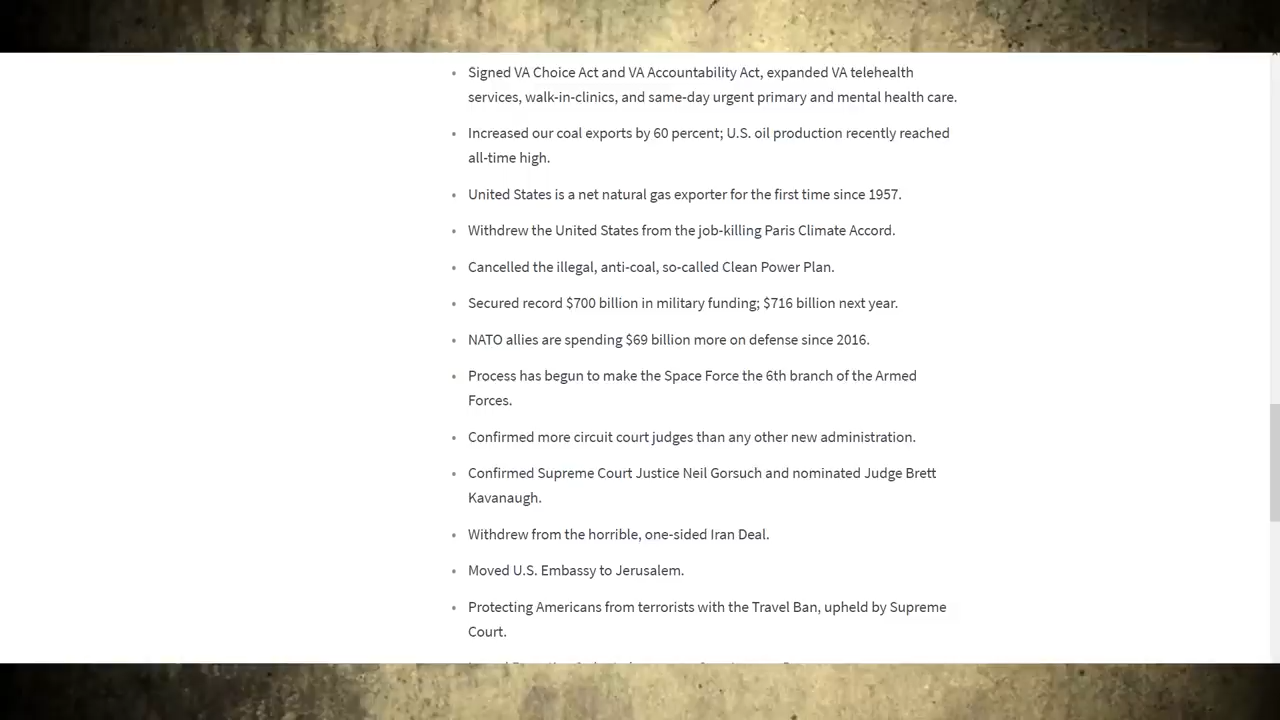 Signed VA Choice Act and VA Accountability Act, expanded VA telehealth
services, walk-in-clinics, and same-day urgent primary and mental health care.
Increased our coal exports by 60 percent; U.S. oil production recently reached
all-time high.
United States is a net natural gas exporter for the first time since 1957.
Withdrew the United States from the job-killing Paris Climate Accord.
Cancelled the illegal, anti-coal, so-called Clean Power Plan.
Secured record $700 billion in military funding; $716 billion next year.
NATO allies are spending $69 billion more on defense since 2016.
Process has begun to make the Space Force the 6th branch of the Armed
Forces.
Confirmed more circuit court judges than any other new administration.
Confirmed Supreme Court Justice Neil Gorsuch and nominated Judge Brett
Kavanaugh.
Withdrew from the horrible, one-sided Iran Deal.
Moved U.S. Embassy to Jerusalem.
Protecting Americans from terrorists with the Travel Ban, upheld by Supreme
Court.